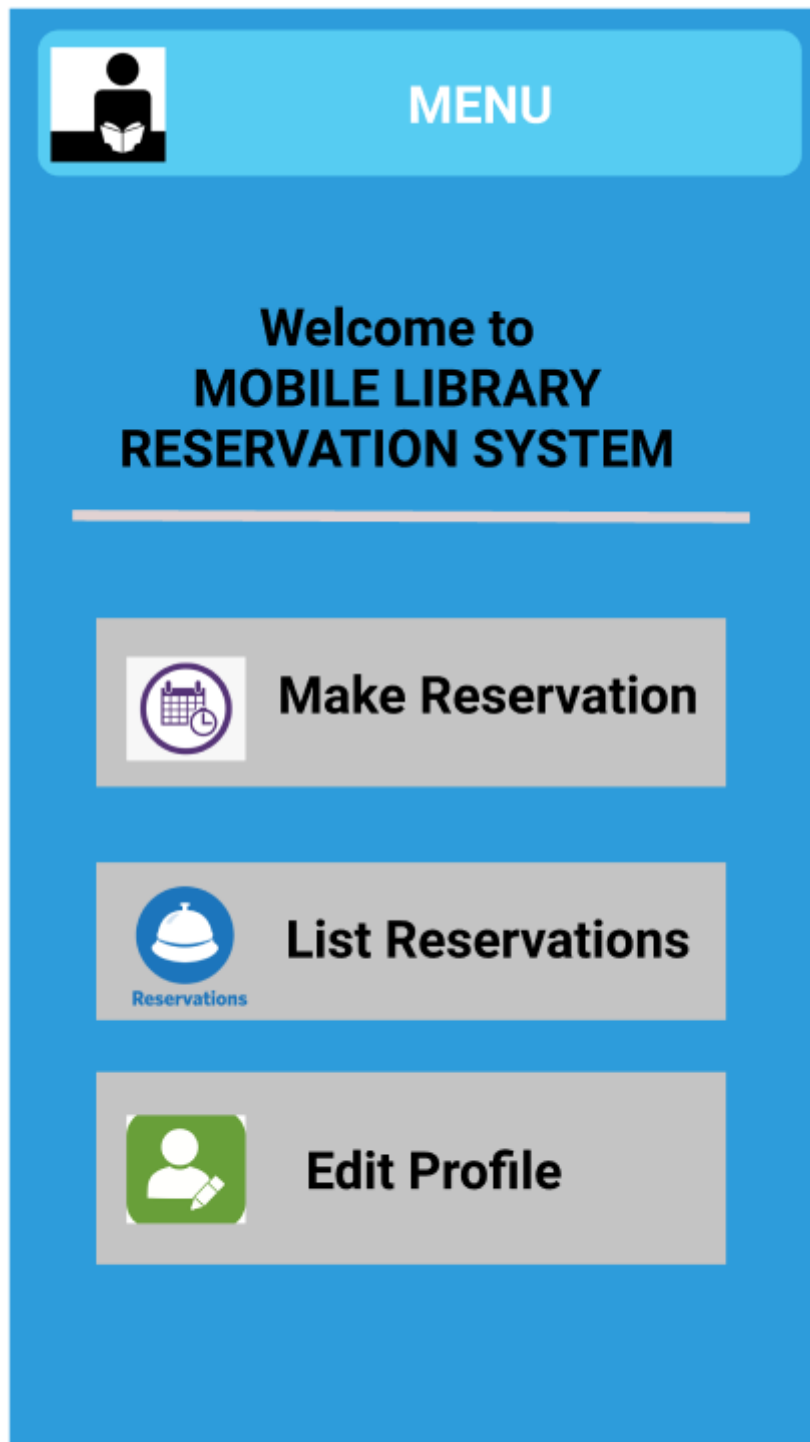 MENU
Welcome to
MOBILE LIBRARY
RESERVATION SYSTEM
Make Reservation
List Reservations
Reservations
Edit Profile